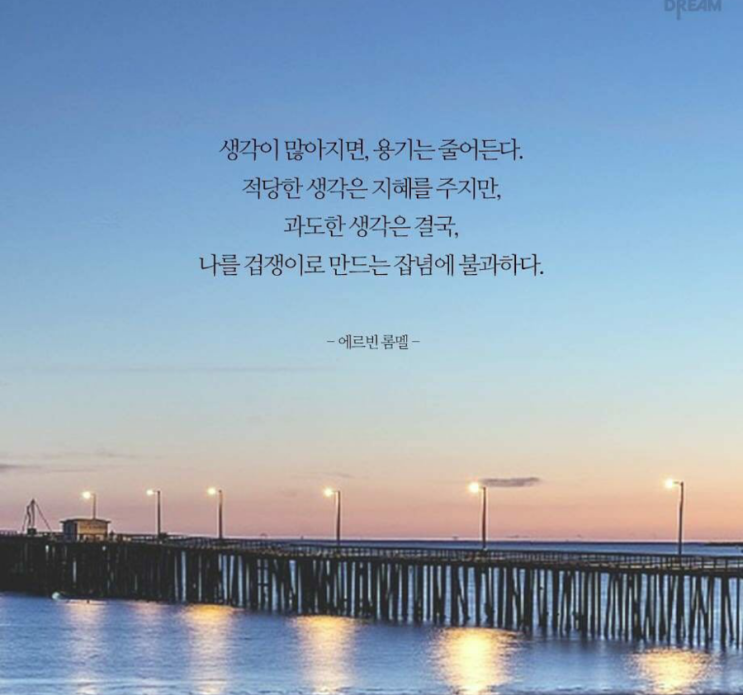 DREAM
생각이 많아지면, 용기는 줄어든다.
적당한 생각은 지혜를 주지만,
과도한 생각은 결국,
나를 겁쟁이로 만드는 잡념에 불과하다.
- 에르빈 롬멜 -